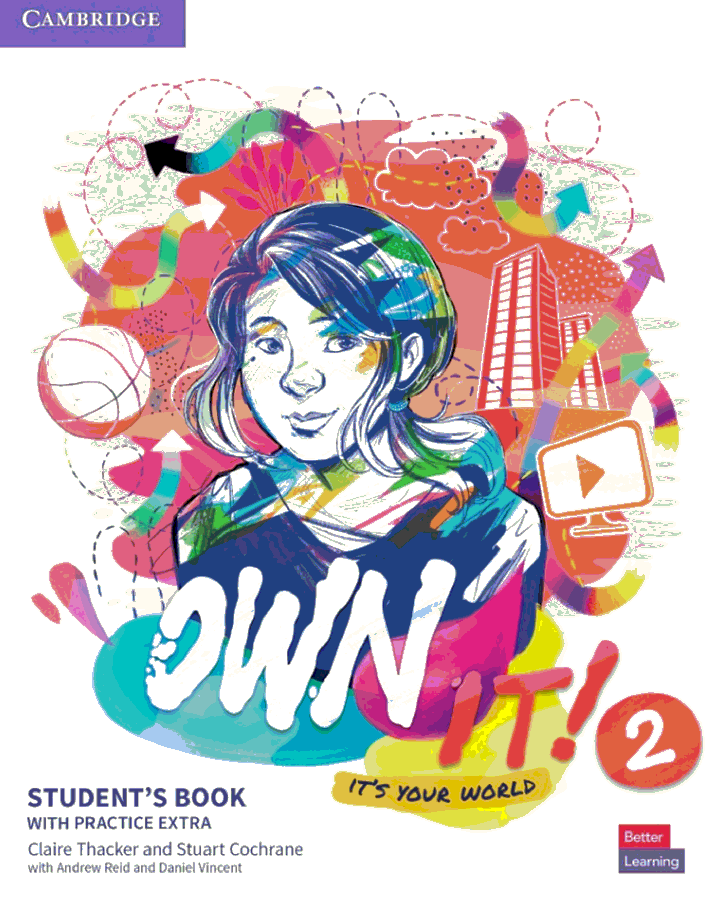 CAMBRIDGE
OWN
IT!
2
IT'S YOUR WORLD
STUDENT'S BOOK
WITH PRACTICE EXTRA
Claire Thacker and Stuart Cochrane
with Andrew Reid and Daniel Vincent
Better
Learning